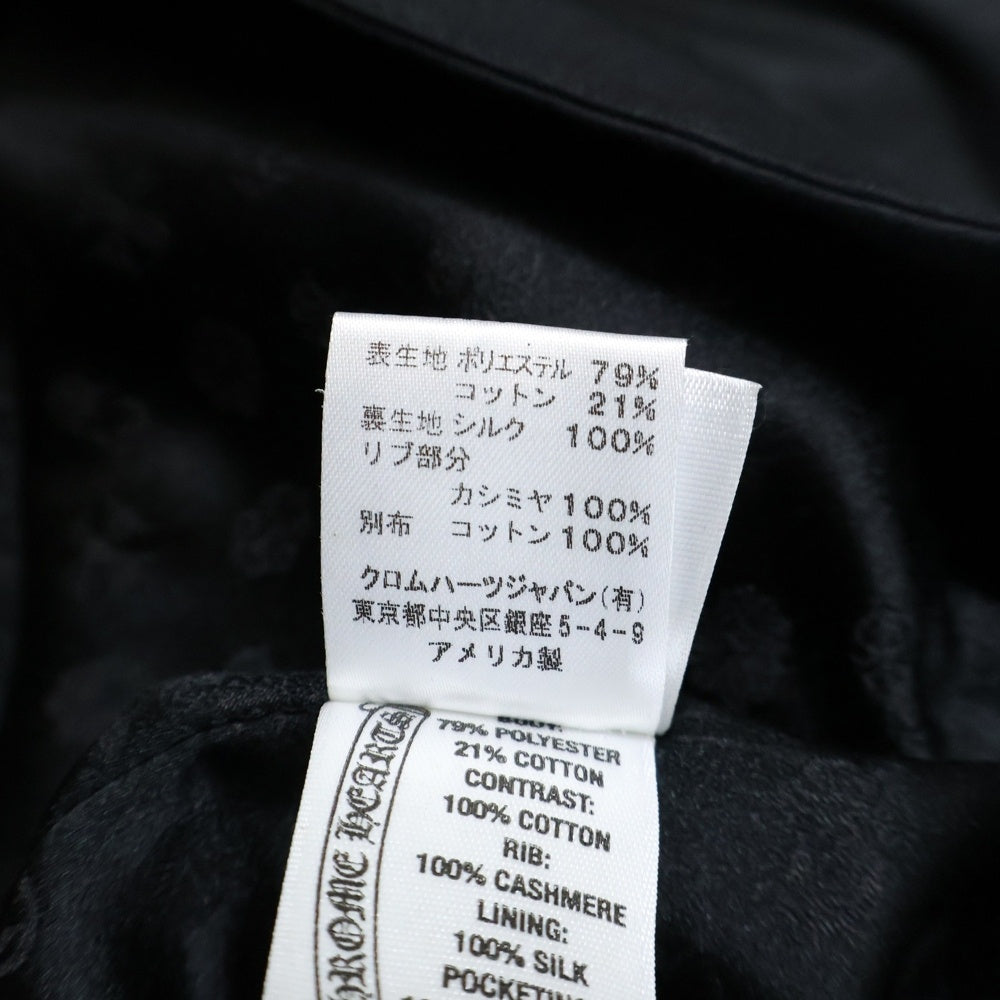 表生地 ポリエステル 79%
コットン 21%
裏生地 シルク 100%
リブ部分
カシミヤ 100%
別布 コットン 100%
クロムハーツジャパン(有)
東京都中央区銀座5-4-9
アメリカ製
CHROME HEARTS
BODY:
79% POLYESTER
21% COTTON
CONTRAST:
100% COTTON
RIB:
100% CASHMERE
LINING:
100% SILK
POCKETING: